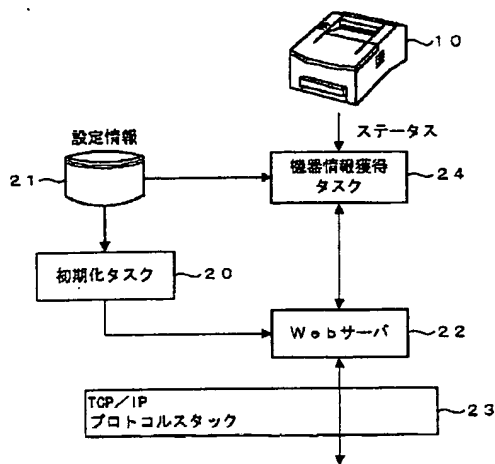 10
ステータス
設定情報
21
機器情報獲得
タスク
24
初期化タスク
20
Webサーバ
22
TCP/IP
プロトコルスタック
23